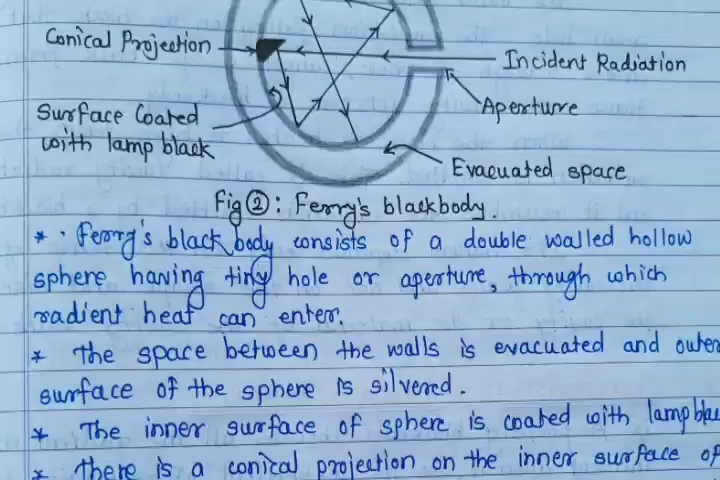 Conical Projection
Incident Radiation
Aperture
Surface Coated
with lamp black
Evacuated space
Fig②: Ferry's blackbody.
* · Ferry's black body consists of a double walled hollow
sphere having tiny hole or aperture, through which
radient heat can enter.
* The space between the walls is evacuated and outer
surface of the sphere is silvered.
* The inner surface of sphere is coated with lamp
* There is a conical projection on the inner surface of